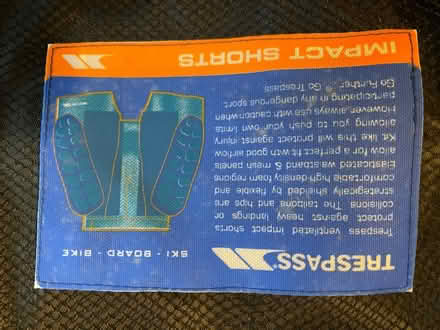 TRESPASS
Trespass ventilated impact shorts
protect against heavy landings or
collisions. The tailbone and hips are
strategically shielded by flexible and
comfortable high-density foam regions
Elasticated waistband & mesh panels
allow for a perfect fit with good airflow
Kit like this will protect against injury
allowing you to push your own limits
However, always use with caution when
participating in any dangerous sport.
Go Further... Go Trespass
SKI - BOARD - BIKE
IMPACT SHORTS